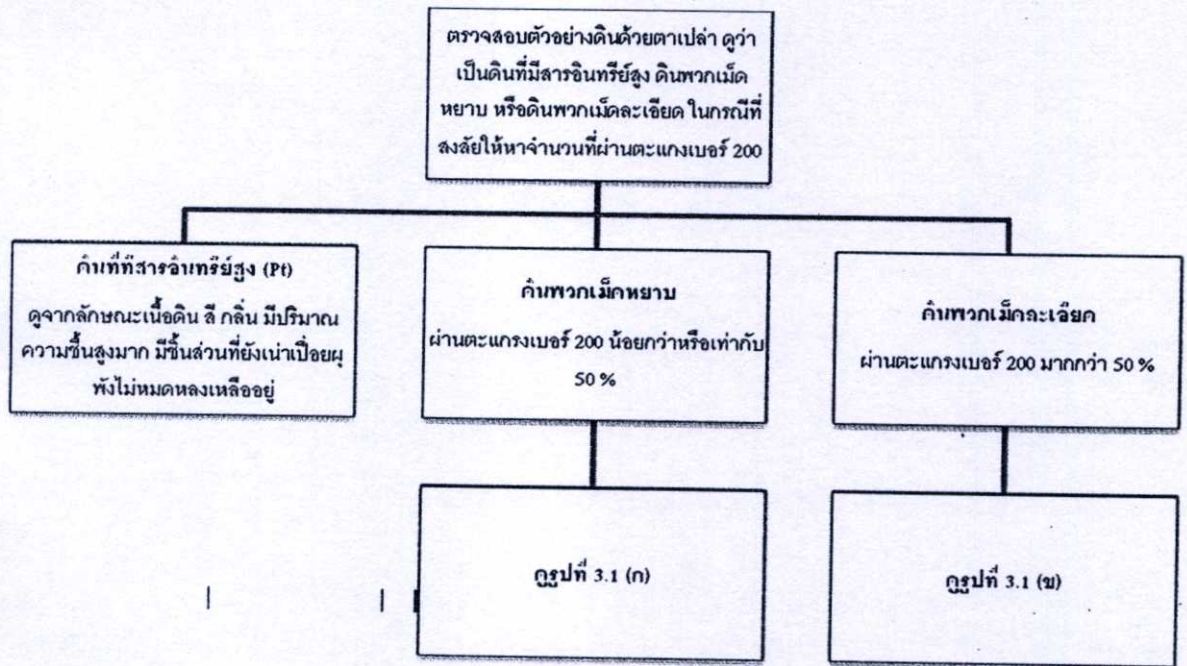 ตรวจสอบตัวอย่างดินด้วยตาเปล่า ดูว่า
เป็นดินที่มีสารอินทรีย์สูง ดินพวกเม็ด
หยาบ หรือดินพวกเม็ดละเอียด ในกรณีที่
สงสัยให้หาจำนวนที่ผ่านตะแกงเบอร์ 200
ดินที่ที่สารอินทรีย์สูง (Pt)
ดูจากลักษณะเนื้อดิน สี กลิ่น มีปริมาณ
ความชื้นสูงมาก มีชิ้นส่วนที่ยังเน่าเปื่อยผุ
พังไม่หมดหลงเหลืออยู่
ดินพวกเม็ดหยาบ
ผ่านตะแกรงเบอร์ 200 น้อยกว่าหรือเท่ากับ
50 %
ดินพวกเม็ดละเอียด
ผ่านตะแกรงเบอร์ 200 มากกว่า 50 %
ดูรูปที่ 3.1 (ก)
ดูรูปที่ 3.1 (ข)